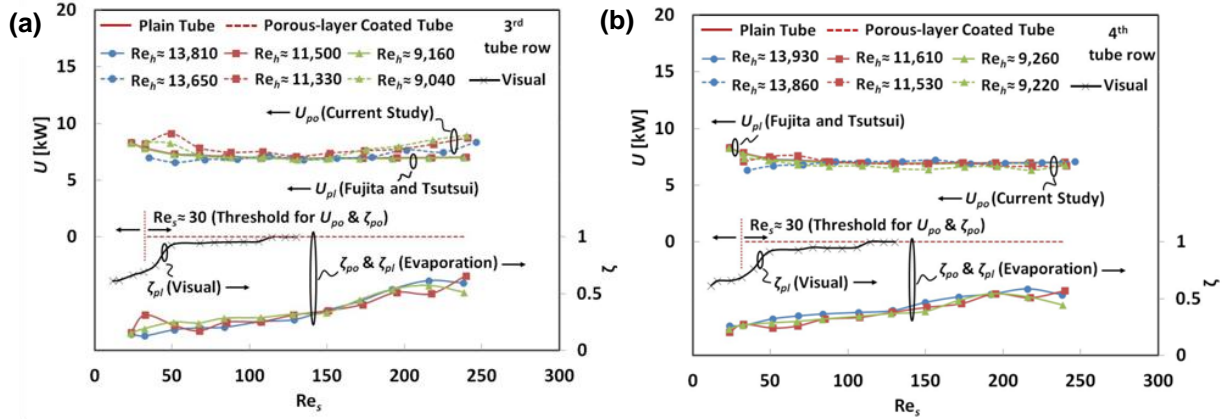 (a)
20
15
10
5
0
U [kW]
Plain Tube
Porous-layer Coated Tube
3rd
tube row
Reh ≈ 13,810
Reh ≈ 11,500
Reh ≈ 9,160
Reh ≈ 13,650
Reh ≈ 11,330
Reh ≈ 9,040
Visual
Upo (Current Study)
Upl (Fujita and Tsutsui)
Res ≈ 30 (Threshold for Upo & ζpo)
ζpl (Visual)
ζpo & ζpl (Evaporation)
1
0.5
0
ζ
0 50 100 150 200 250 300
Res
(b)
20
15
10
5
0
U [kW]
Plain Tube
Porous-layer Coated Tube
4th
tube row
Reh ≈ 13,930
Reh ≈ 11,610
Reh ≈ 9,260
Reh ≈ 13,860
Reh ≈ 11,530
Reh ≈ 9,220
Visual
Upl (Fujita and Tsutsui)
Upo (Current Study)
Res ≈ 30 (Threshold for Upo & ζpo)
ζpl (Visual)
ζpo & ζpl (Evaporation)
1
0.5
0
ζ
0 50 100 150 200 250 300
Res